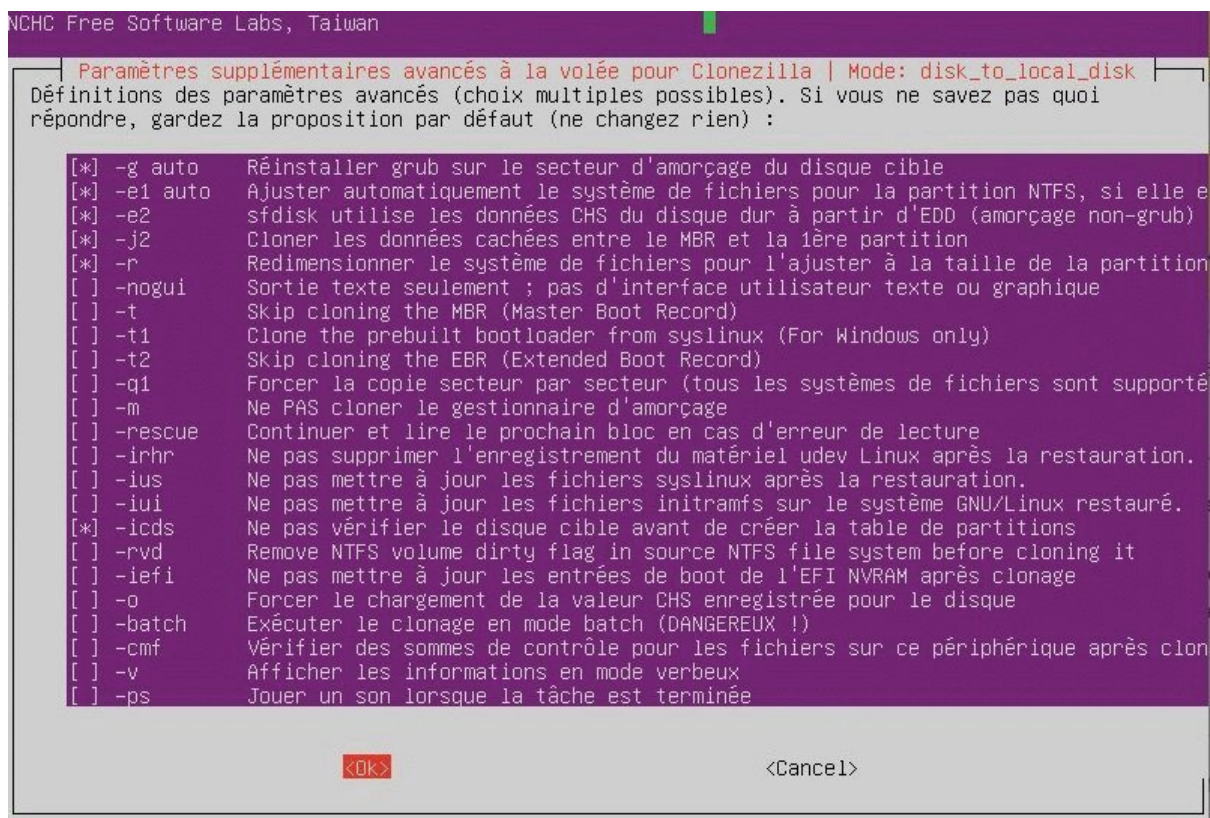 NCHC Free Software Labs, Taiwan
Paramètres supplémentaires avancés à la volée pour Clonezilla | Mode: disk_to_local_disk
Définitions des paramètres avancés (choix multiples possibles). Si vous ne savez pas quoi
répondre, gardez la proposition par défaut (ne changez rien) :
[*] -g auto Réinstaller grub sur le secteur d'amorçage du disque cible
[*] -e1 auto Ajuster automatiquement le système de fichiers pour la partition NTFS, si elle e
[*] -e2 sfdisk utilise les données CHS du disque dur à partir d'EDD (amorçage non-grub)
[*] -j2 Cloner les données cachées entre le MBR et la 1ère partition
[*] -r Redimensionner le système de fichiers pour l'ajuster à la taille de la partition
[ ] -nogui Sortie texte seulement ; pas d'interface utilisateur texte ou graphique
[ ] -t Skip cloning the MBR (Master Boot Record)
[ ] -t1 Clone the prebuilt bootloader from syslinux (For Windows only)
[ ] -t2 Skip cloning the EBR (Extended Boot Record)
[ ] -q1 Forcer la copie secteur par secteur (tous les systèmes de fichiers sont supporté
[ ] -m Ne PAS cloner le gestionnaire d'amorçage
[ ] -rescue Continuer et lire le prochain bloc en cas d'erreur de lecture
[ ] -irhr Ne pas supprimer l'enregistrement du matériel udev Linux après la restauration.
[ ] -ius Ne pas mettre à jour les fichiers syslinux après la restauration.
[ ] -iui Ne pas mettre à jour les fichiers initramfs sur le système GNU/Linux restauré.
[*] -icds Ne pas vérifier le disque cible avant de créer la table de partitions
[ ] -rvd Remove NTFS volume dirty flag in source NTFS file system before cloning it
[ ] -iefi Ne pas mettre à jour les entrées de boot de l'EFI NVRAM après clonage
[ ] -o Forcer le chargement de la valeur CHS enregistrée pour le disque
[ ] -batch Exécuter le clonage en mode batch (DANGEREUX !)
[ ] -cmf Vérifier des sommes de contrôle pour les fichiers sur ce périphérique après clon
[ ] -v Afficher les informations en mode verbeux
[ ] -ps Jouer un son lorsque la tâche est terminée
<Ok> <Cancel>